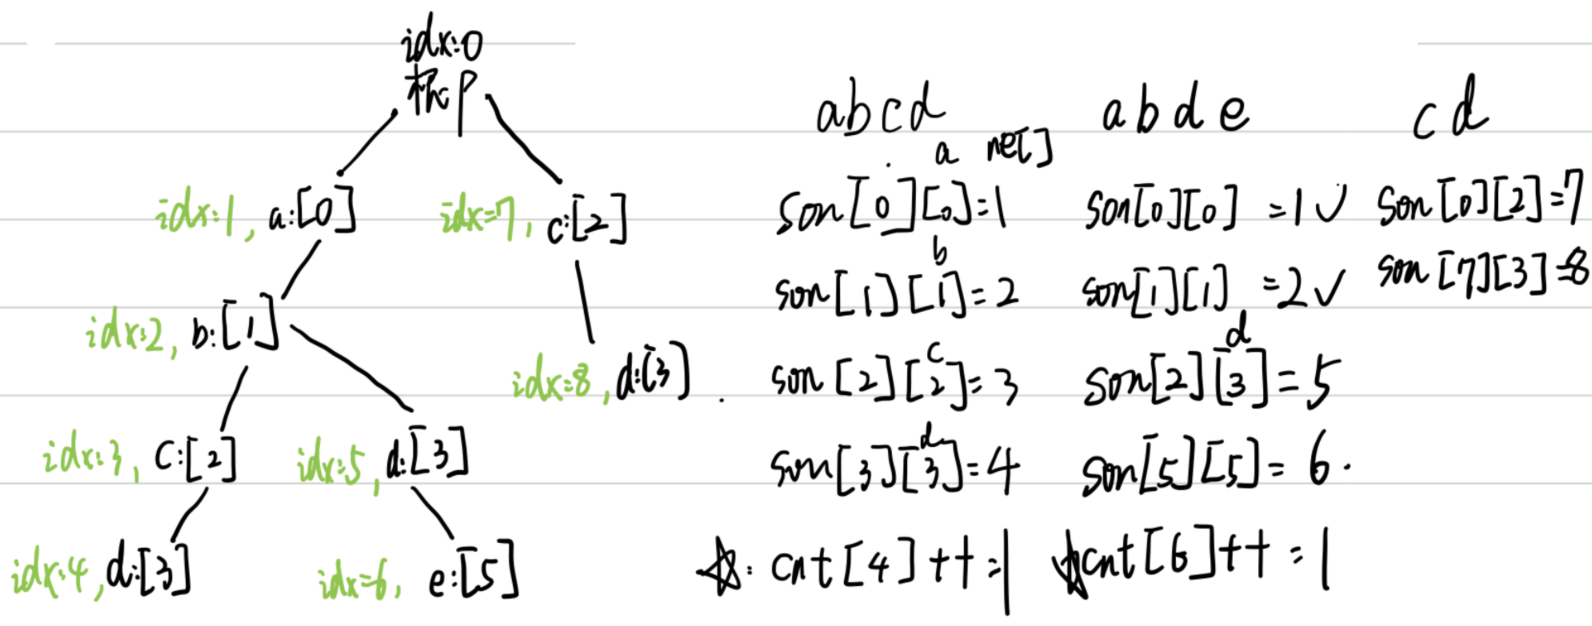 idx:0
根 p
idx:1, a:[0]
idx=7, c:[2]
idx:2, b:[1]
idx=8, d:[3]
idx:3, c:[2]
idx:5, d:[3]
idx:4, d:[3]
idx=6, e:[5]
abcd
a ne[]
son[0][0]=1
b
son[1][1]=2
c
son[2][2]=3
d
son[3][3]=4
☆: cnt[4]++=1
abde
son[0][0] =1✓
son[1][1] =2✓
d
son[2][3]=5
son[5][5]=6.
☆cnt[6]++=1
cd
son[0][2]=7
son[7][3]=8